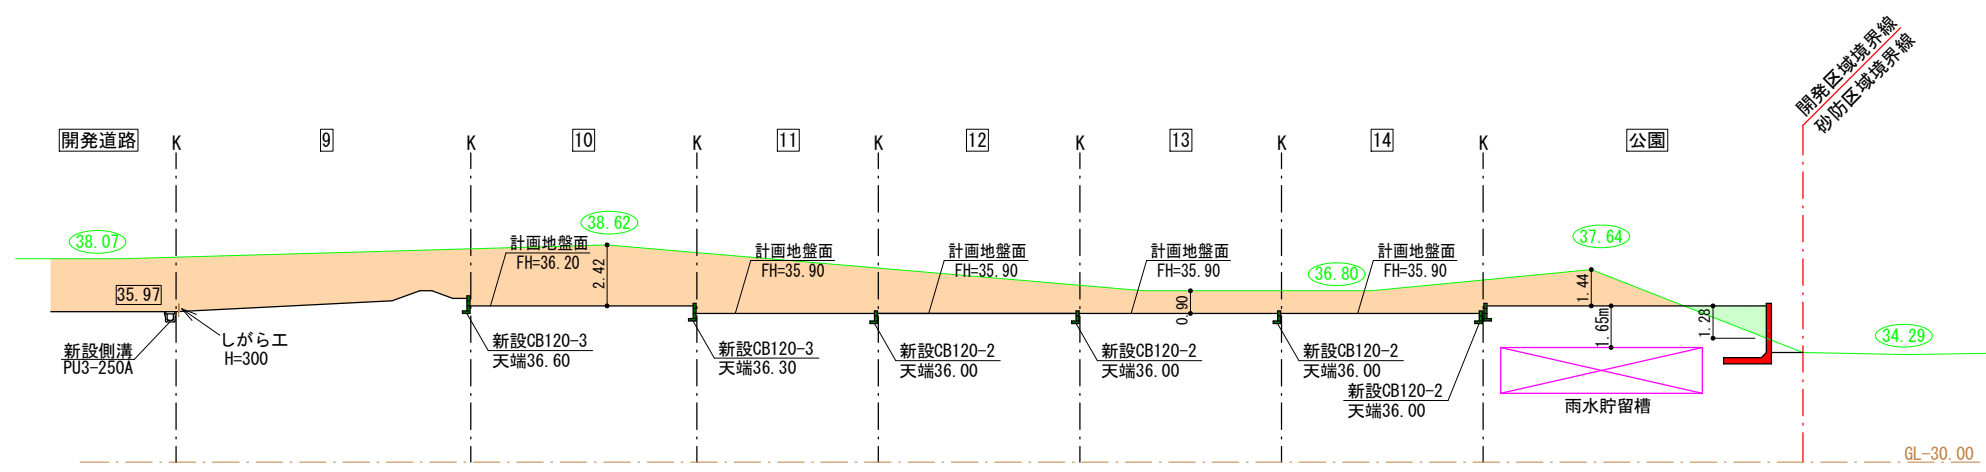 開発区域境界線
砂防区域境界線
開発道路
K
9
K
10
K
11
K
12
K
13
K
14
K
公園
38.07
38.62
37.64
36.80
34.29
計画地盤面
FH=36.20
計画地盤面
FH=35.90
計画地盤面
FH=35.90
計画地盤面
FH=35.90
計画地盤面
FH=35.90
2.42
0.90
1.44
1.65m
1.28
35.97
新設側溝
PU3-250A
しがら工
H=300
新設CB120-3
天端36.60
新設CB120-3
天端36.30
新設CB120-2
天端36.00
新設CB120-2
天端36.00
新設CB120-2
天端36.00
新設CB120-2
天端36.00
雨水貯留槽
GL-30.00